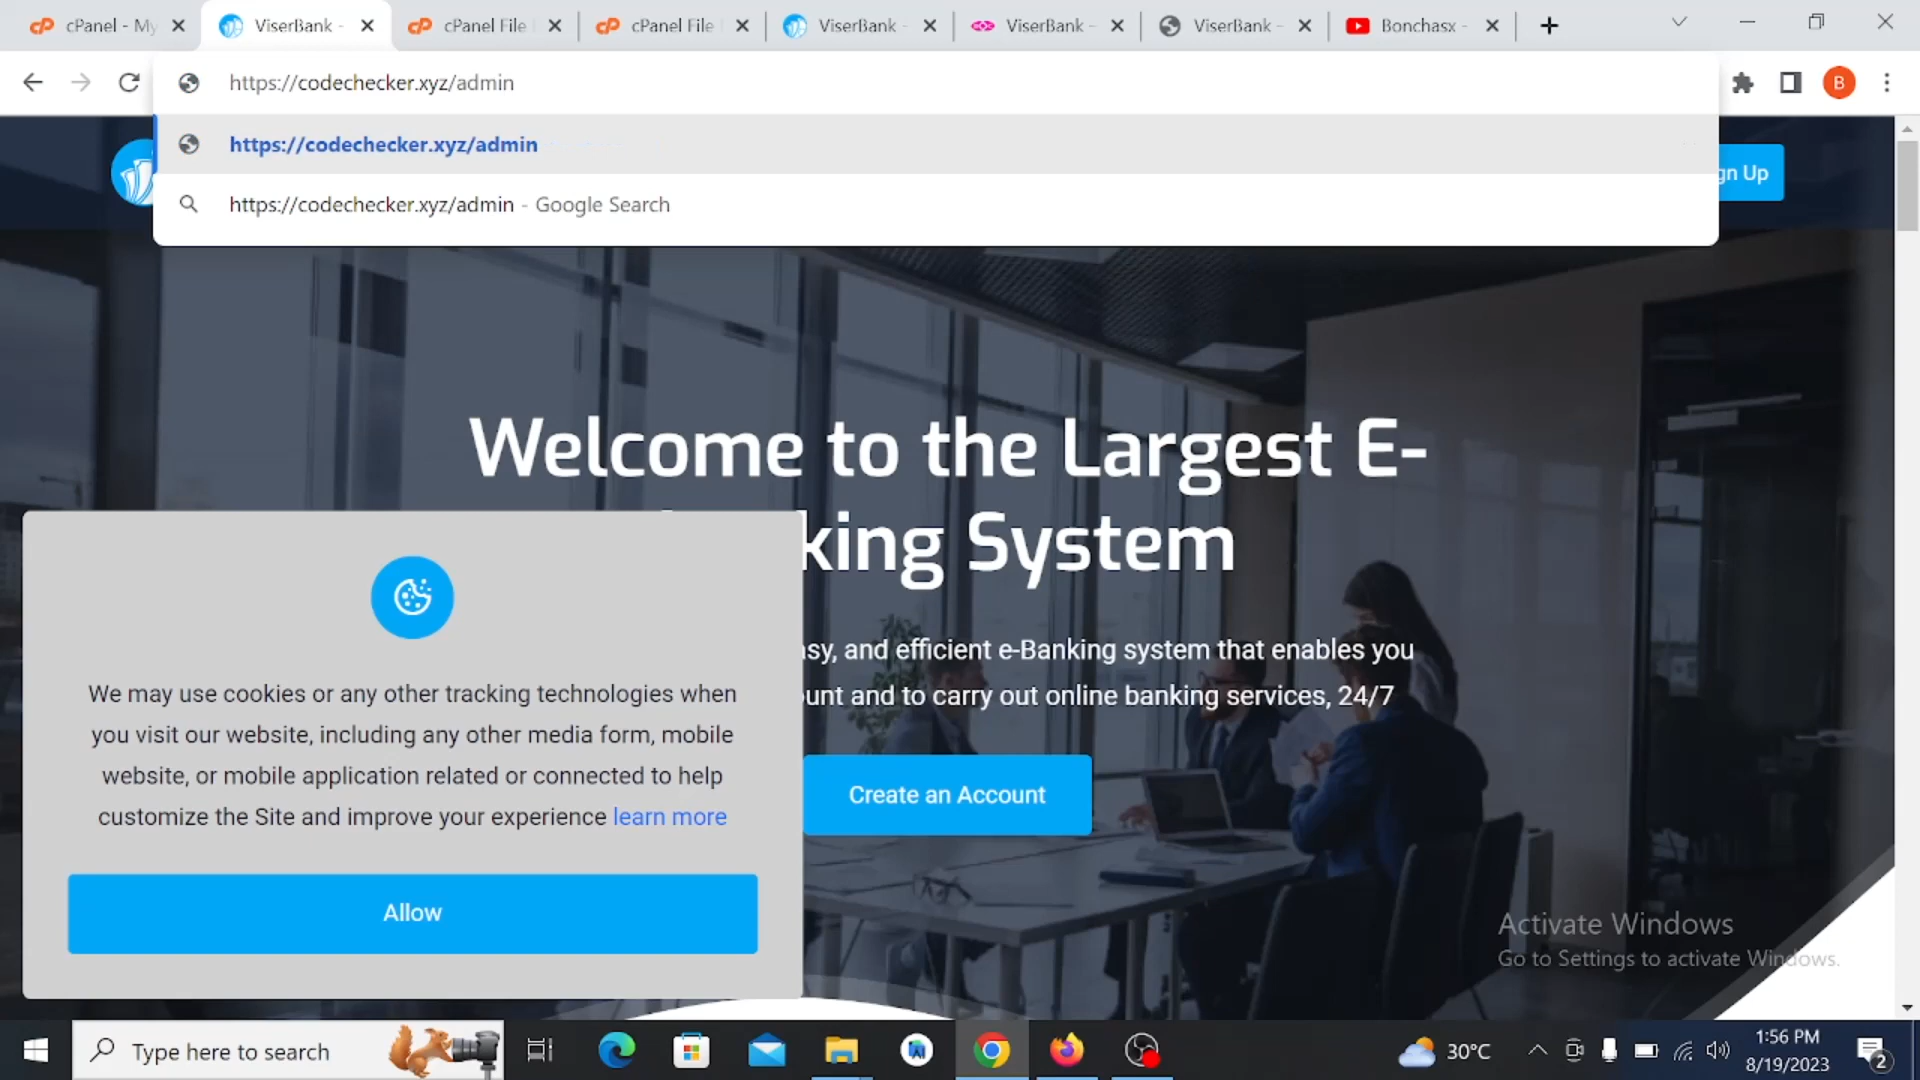 cPanel - My
ViserBank -
cPanel File
cPanel File
ViserBank -
ViserBank -
ViserBank -
Bonchasx -
https://codechecker.xyz/admin
B
https://codechecker.xyz/admin
https://codechecker.xyz/admin - Google Search
gn Up
Welcome to the Largest E-
king System
asy, and efficient e-Banking system that enables you
ount and to carry out online banking services, 24/7
Create an Account
We may use cookies or any other tracking technologies when
you visit our website, including any other media form, mobile
website, or mobile application related or connected to help
customize the Site and improve your experience learn more
Allow
Activate Windows
Go to Settings to activate Windows.
Type here to search
30°C
1:56 PM
8/19/2023
2